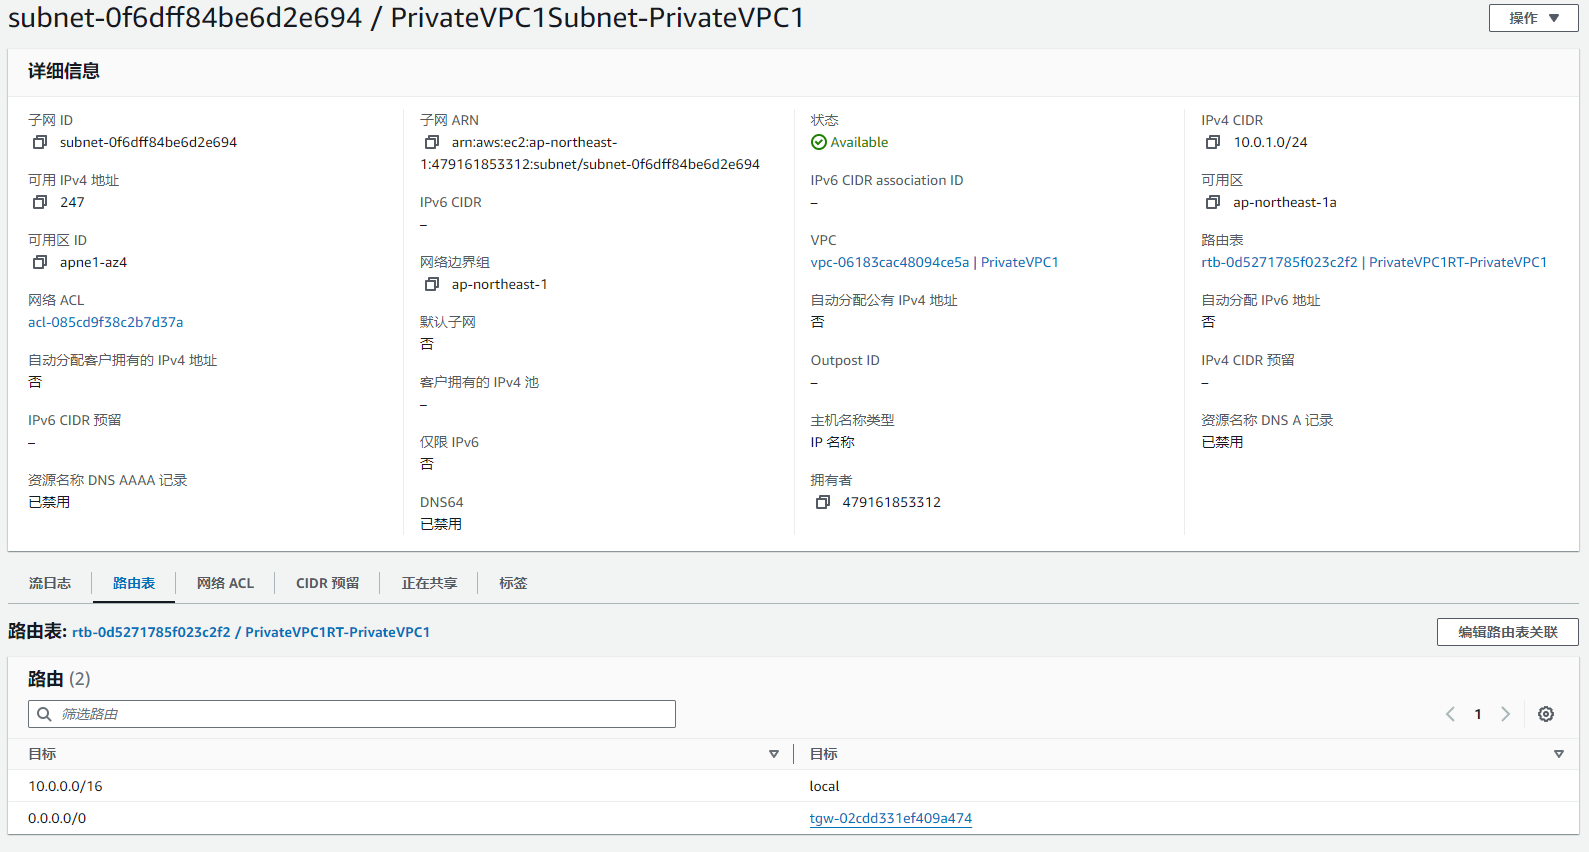 subnet-0f6dff84be6d2e694 / PrivateVPC1Subnet-PrivateVPC1
操作
详细信息
子网 ID
subnet-0f6dff84be6d2e694
可用 IPv4 地址
247
可用区 ID
apne1-az4
网络 ACL
acl-085cd9f38c2b7d37a
自动分配客户拥有的 IPv4 地址
否
IPv6 CIDR 预留
–
资源名称 DNS AAAA 记录
已禁用
子网 ARN
arn:aws:ec2:ap-northeast-
1:479161853312:subnet/subnet-0f6dff84be6d2e694
IPv6 CIDR
–
网络边界组
ap-northeast-1
默认子网
否
客户拥有的 IPv4 池
–
仅限 IPv6
否
DNS64
已禁用
状态
Available
IPv6 CIDR association ID
–
VPC
vpc-06183cac48094ce5a | PrivateVPC1
自动分配公有 IPv4 地址
否
Outpost ID
–
主机名称类型
IP 名称
拥有者
479161853312
IPv4 CIDR
10.0.1.0/24
可用区
ap-northeast-1a
路由表
rtb-0d5271785f023c2f2 | PrivateVPC1RT-PrivateVPC1
自动分配 IPv6 地址
否
IPv4 CIDR 预留
–
资源名称 DNS A 记录
已禁用
流日志 路由表 网络 ACL CIDR 预留 正在共享 标签
路由表: rtb-0d5271785f023c2f2 / PrivateVPC1RT-PrivateVPC1
编辑路由表关联
路由 (2)
筛选路由
1
目标 目标
10.0.0.0/16 local
0.0.0.0/0 tgw-02cdd331ef409a474